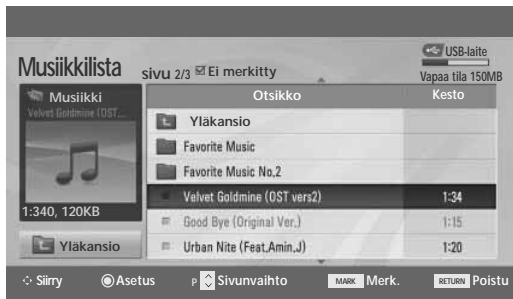 USB-laite
Musiikkilista sivu 2/3 Ei merkitty
Vapaa tila 150MB
Musiikki
Otsikko Kesto
Velvet Goldmine (OST...
Yläkansio
Favorite Music
Favorite Music No,2
Velvet Goldmine (OST vers2) 1:34
1:340, 120KB
Good Bye (Original Ver,) 1:15
Yläkansio
Urban Nite (Feat,Amin,J) 1:20
Siirry Asetus P Sivunvaihto MARK Merk. RETURN Poistu